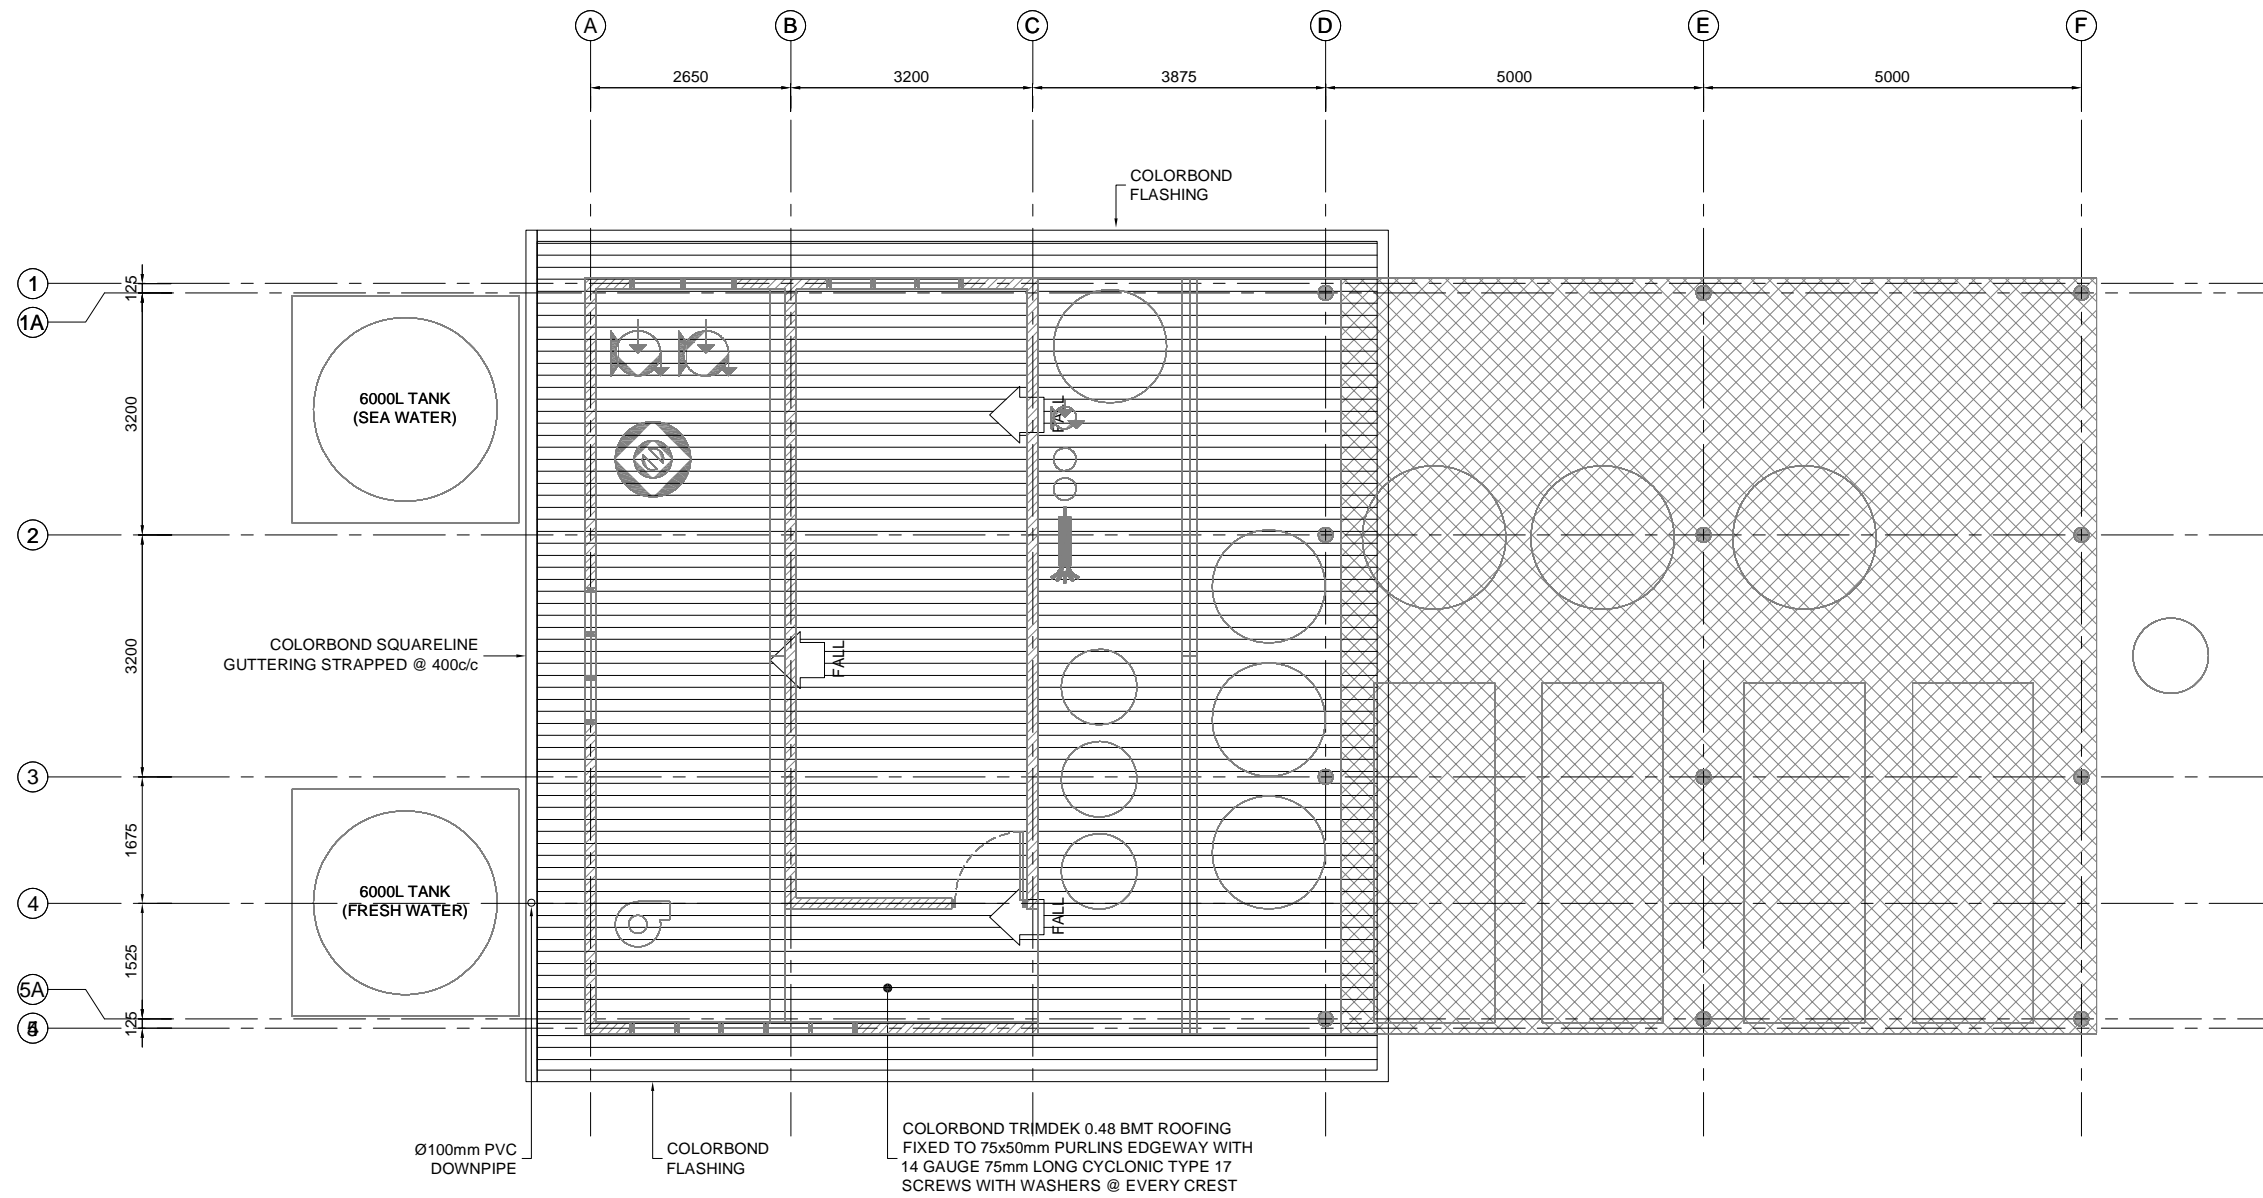 A
B
C
D
E
F
2650
3200
3875
5000
5000
COLORBOND
FLASHING
1
125
1A
6000L TANK
(SEA WATER)
3200
FALL
2
COLORBOND SQUARELINE
GUTTERING STRAPPED @ 400c/c
3200
FALL
3
1675
6000L TANK
(FRESH WATER)
4
FALL
1525
5A
125
Ø100mm PVC
DOWNPIPE
COLORBOND
FLASHING
COLORBOND TRIMDEK 0.48 BMT ROOFING
FIXED TO 75x50mm PURLINS EDGEWAY WITH
14 GAUGE 75mm LONG CYCLONIC TYPE 17
SCREWS WITH WASHERS @ EVERY CREST